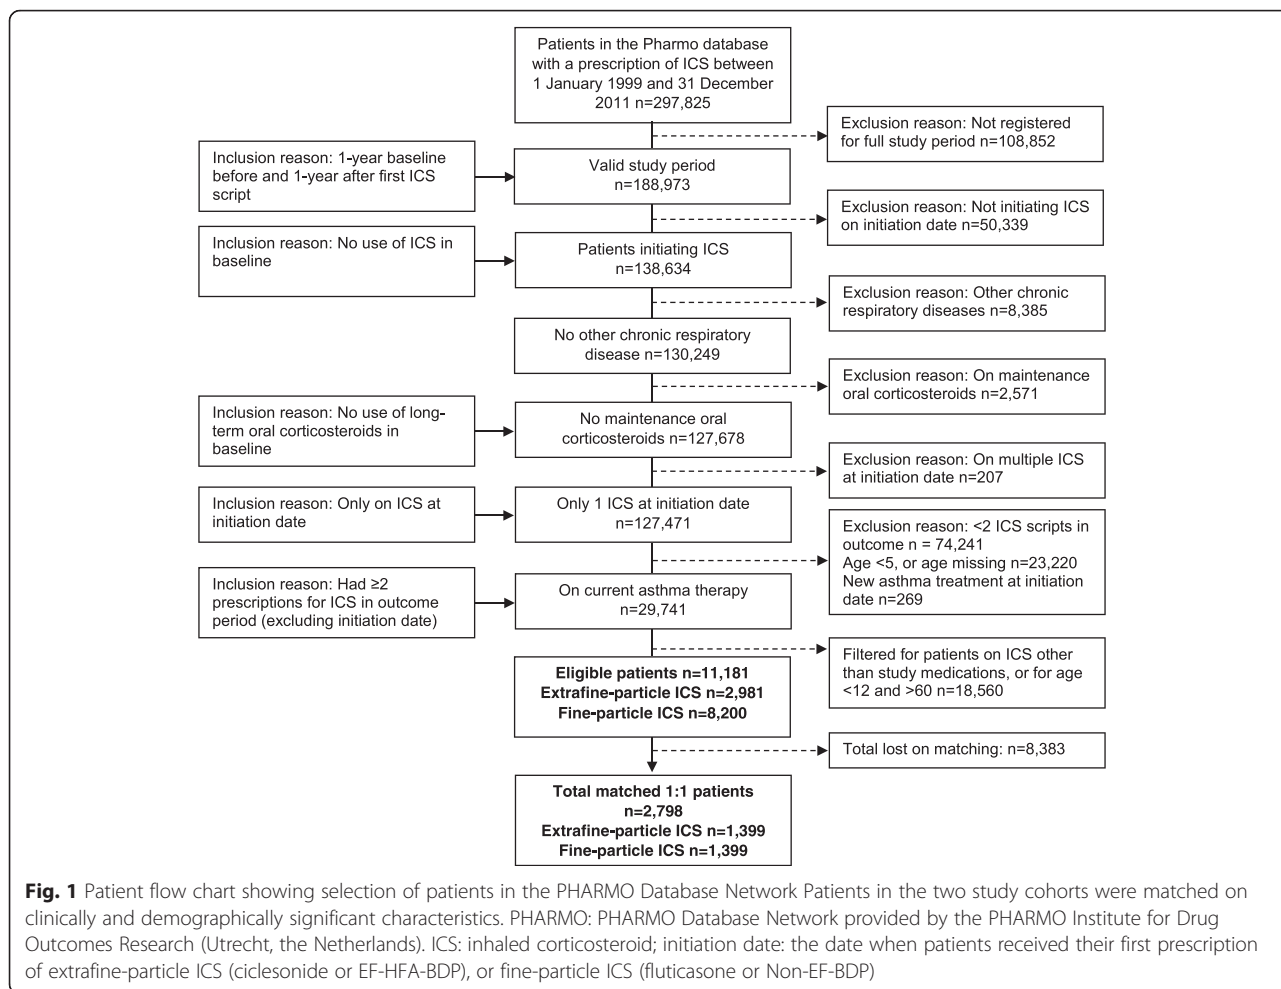 Patients in the Pharmo database
with a prescription of ICS between
1 January 1999 and 31 December
2011 n=297,825
Exclusion reason: Not registered
for full study period n=108,852
Inclusion reason: 1-year baseline
before and 1-year after first ICS
script
Valid study period
n=188,973
Exclusion reason: Not initiating ICS
on initiation date n=50,339
Inclusion reason: No use of ICS in
baseline
Patients initiating ICS
n=138,634
Exclusion reason: Other chronic
respiratory diseases n=8,385
No other chronic respiratory
disease n=130,249
Exclusion reason: On maintenance
oral corticosteroids n=2,571
Inclusion reason: No use of long-
term oral corticosteroids in
baseline
No maintenance oral
corticosteroids n=127,678
Exclusion reason: On multiple ICS
at initiation date n=207
Inclusion reason: Only on ICS at
initiation date
Only 1 ICS at initiation date
n=127,471
Exclusion reason: <2 ICS scripts in
outcome n = 74,241
Age <5, or age missing n=23,220
New asthma treatment at initiation
date n=269
Inclusion reason: Had ≥2
prescriptions for ICS in outcome
period (excluding initiation date)
On current asthma therapy
n=29,741
Filtered for patients on ICS other
than study medications, or for age
<12 and >60 n=18,560
Eligible patients n=11,181
Extrafine-particle ICS n=2,981
Fine-particle ICS n=8,200
Total lost on matching: n=8,383
Total matched 1:1 patients
n=2,798
Extrafine-particle ICS n=1,399
Fine-particle ICS n=1,399
Fig. 1 Patient flow chart showing selection of patients in the PHARMO Database Network Patients in the two study cohorts were matched on
clinically and demographically significant characteristics. PHARMO: PHARMO Database Network provided by the PHARMO Institute for Drug
Outcomes Research (Utrecht, the Netherlands). ICS: inhaled corticosteroid; initiation date: the date when patients received their first prescription
of extrafine-particle ICS (ciclesonide or EF-HFA-BDP), or fine-particle ICS (fluticasone or Non-EF-BDP)